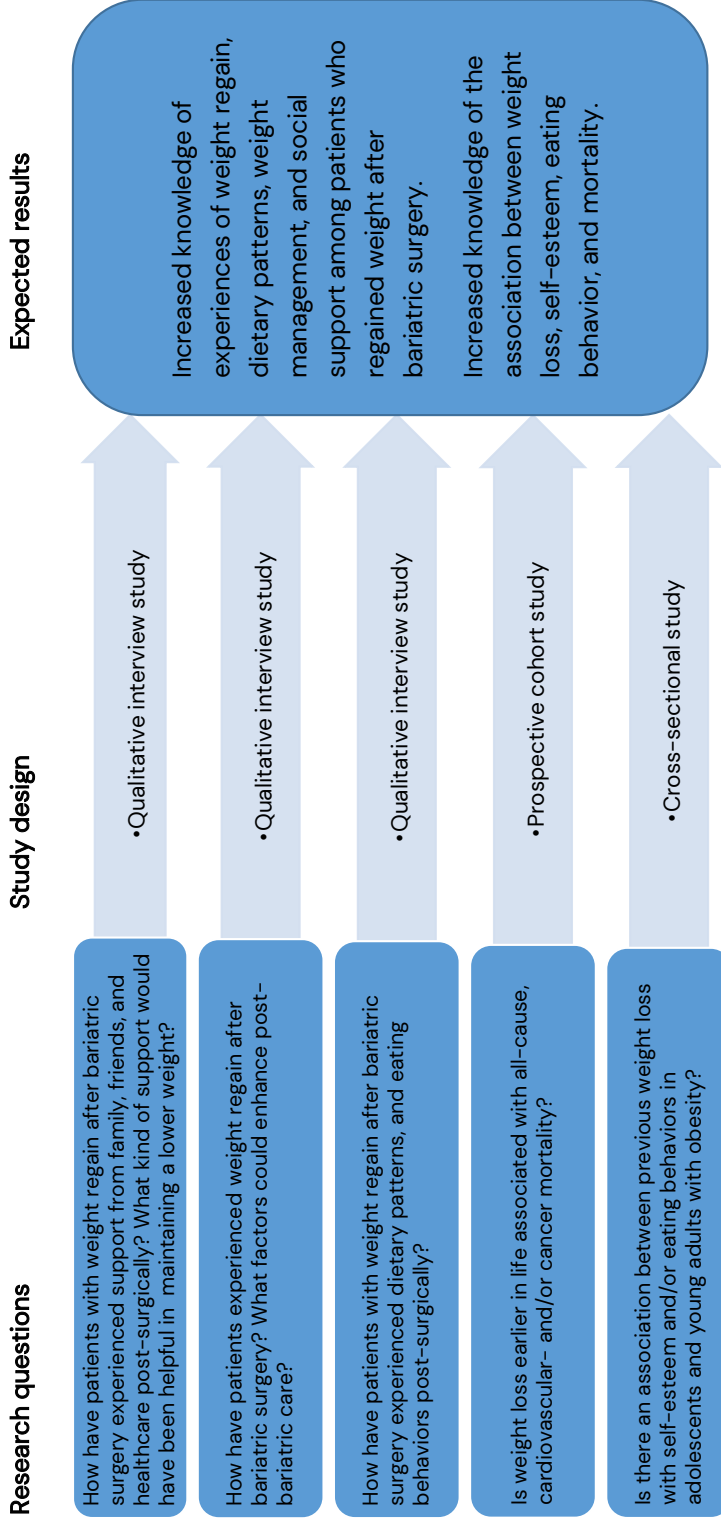 Research questions
Study design
Expected results
How have patients with weight regain after bariatric
surgery experienced support from family, friends, and
healthcare post-surgically? What kind of support would
have been helpful in maintaining a lower weight?
•Qualitative interview study
How have patients experienced weight regain after
bariatric surgery? What factors could enhance post-
bariatric care?
•Qualitative interview study
How have patients with weight regain after bariatric
surgery experienced dietary patterns, and eating
behaviors post-surgically?
•Qualitative interview study
Is weight loss earlier in life associated with all-cause,
cardiovascular- and/or cancer mortality?
•Prospective cohort study
Is there an association between previous weight loss
with self-esteem and/or eating behaviors in
adolescents and young adults with obesity?
•Cross-sectional study
Increased knowledge of
experiences of weight regain,
dietary patterns, weight
management, and social
support among patients who
regained weight after
bariatric surgery.
Increased knowledge of the
association between weight
loss, self-esteem, eating
behavior, and mortality.